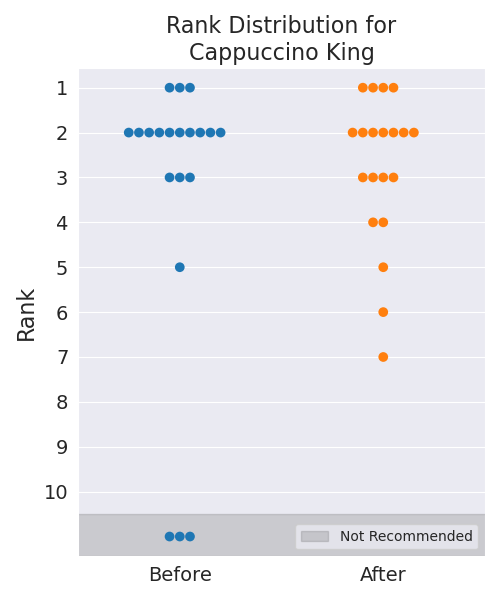 Rank Distribution for
Cappuccino King
1
2
3
4
5
6
7
8
9
10
Rank
Not Recommended
Before
After